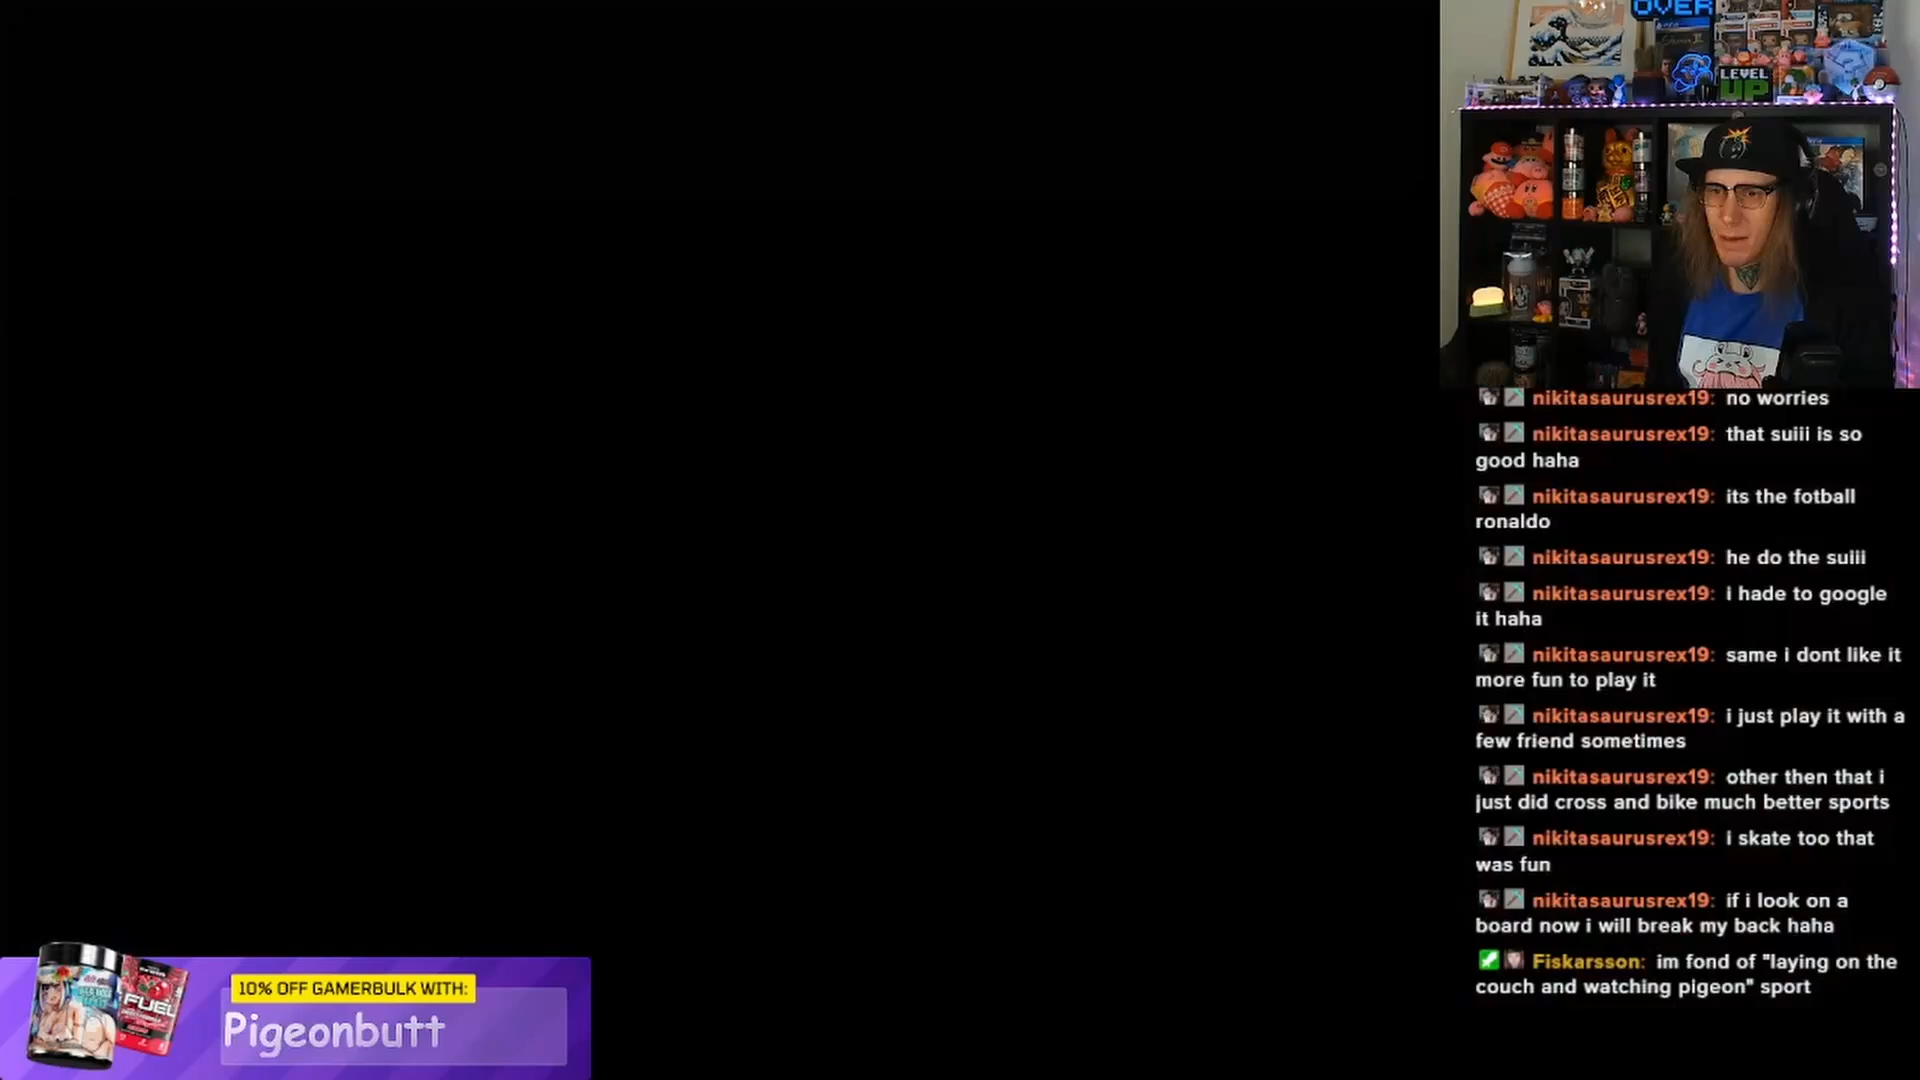 OVER
LEVEL
UP
nikitasaurusrex19: no worries
nikitasaurusrex19: that suiii is so
good haha
nikitasaurusrex19: its the fotball
ronaldo
nikitasaurusrex19: he do the suiii
nikitasaurusrex19: i hade to google
it haha
nikitasaurusrex19: same i dont like it
more fun to play it
nikitasaurusrex19: i just play it with a
few friend sometimes
nikitasaurusrex19: other then that i
just did cross and bike much better sports
nikitasaurusrex19: i skate too that
was fun
nikitasaurusrex19: if i look on a
board now i will break my back haha
Fiskarsson: im fond of "laying on the
couch and watching pigeon" sport
10% OFF GAMERBULK WITH:
Pigeonbutt
FUEL